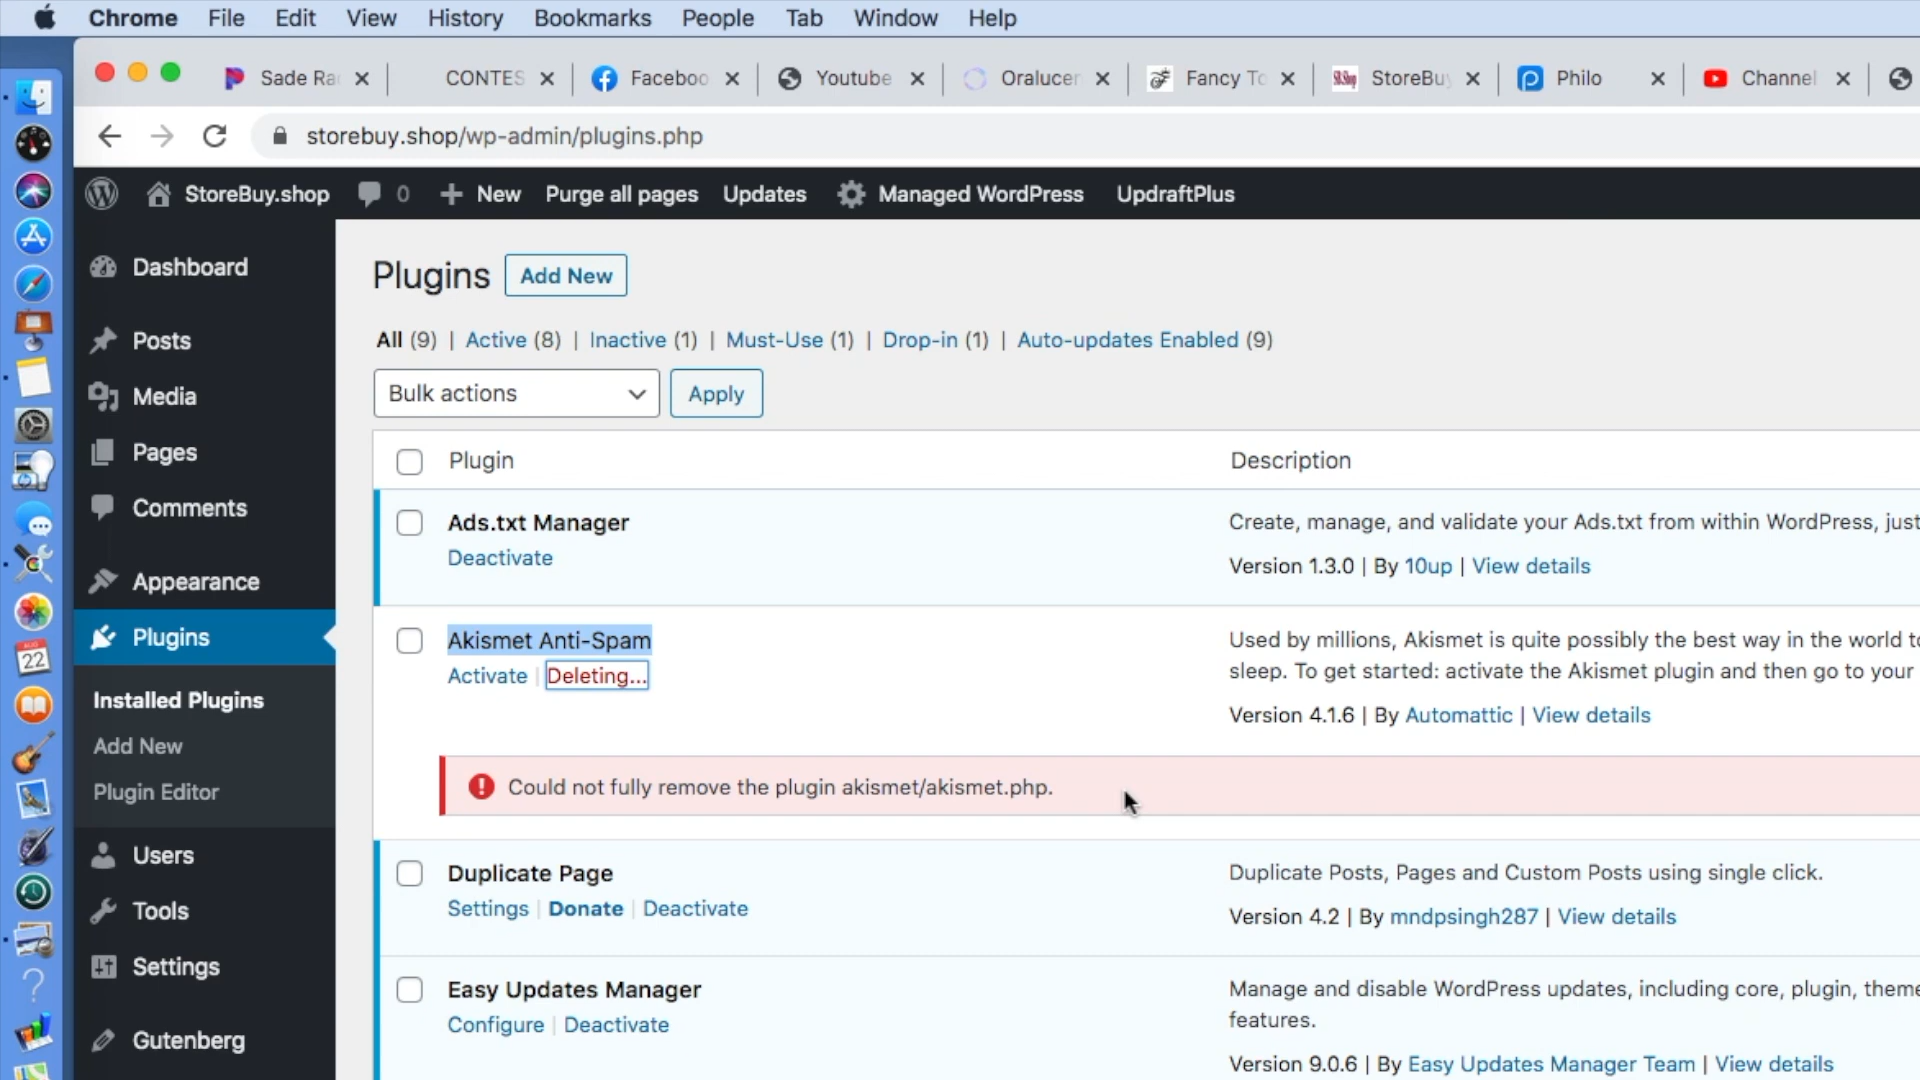 Chrome File Edit View History Bookmarks People Tab Window Help
Sade Ra CONTES Faceboo Youtube Oralucer Fancy To StoreBuy Philo Channel
storebuy.shop/wp-admin/plugins.php
StoreBuy.shop 0 New Purge all pages Updates Managed WordPress UpdraftPlus
Dashboard
Posts
Media
Pages
Comments
Appearance
Plugins
Installed Plugins
Add New
Plugin Editor
Users
Tools
Settings
Gutenberg
AUG
22
Plugins Add New
All (9) | Active (8) | Inactive (1) | Must-Use (1) | Drop-in (1) | Auto-updates Enabled (9)
Bulk actions Apply
Plugin Description
Ads.txt Manager
Deactivate
Create, manage, and validate your Ads.txt from within WordPress, just
Version 1.3.0 | By 10up | View details
Akismet Anti-Spam
Activate | Deleting...
Used by millions, Akismet is quite possibly the best way in the world to
sleep. To get started: activate the Akismet plugin and then go to your
Version 4.1.6 | By Automattic | View details
Could not fully remove the plugin akismet/akismet.php.
Duplicate Page
Settings | Donate | Deactivate
Duplicate Posts, Pages and Custom Posts using single click.
Version 4.2 | By mndpsingh287 | View details
Easy Updates Manager
Configure | Deactivate
Manage and disable WordPress updates, including core, plugin, theme
features.
Version 9.0.6 | By Easy Updates Manager Team | View details